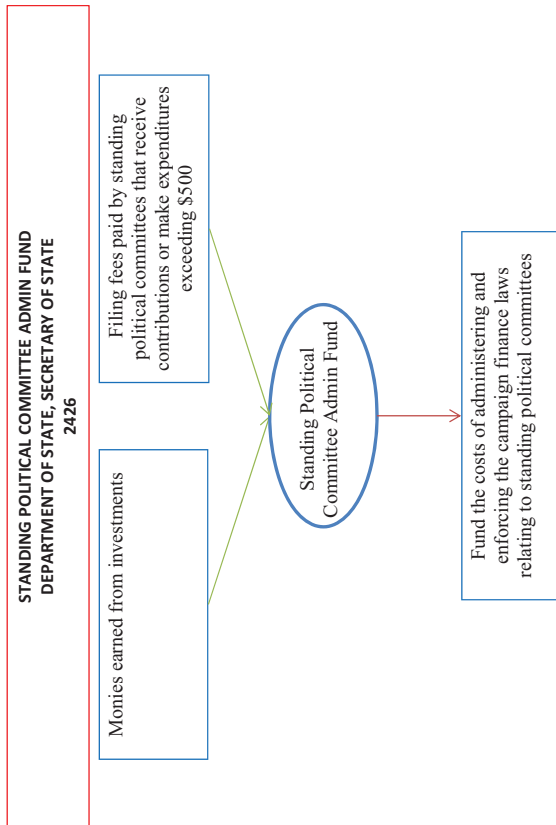 STANDING POLITICAL COMMITTEE ADMIN FUND
DEPARTMENT OF STATE, SECRETARY OF STATE
2426
Monies earned from investments
Filing fees paid by standing
political committees that receive
contributions or make expenditures
exceeding $500
Standing Political
Committee Admin Fund
Fund the costs of administering and
enforcing the campaign finance laws
relating to standing political committees